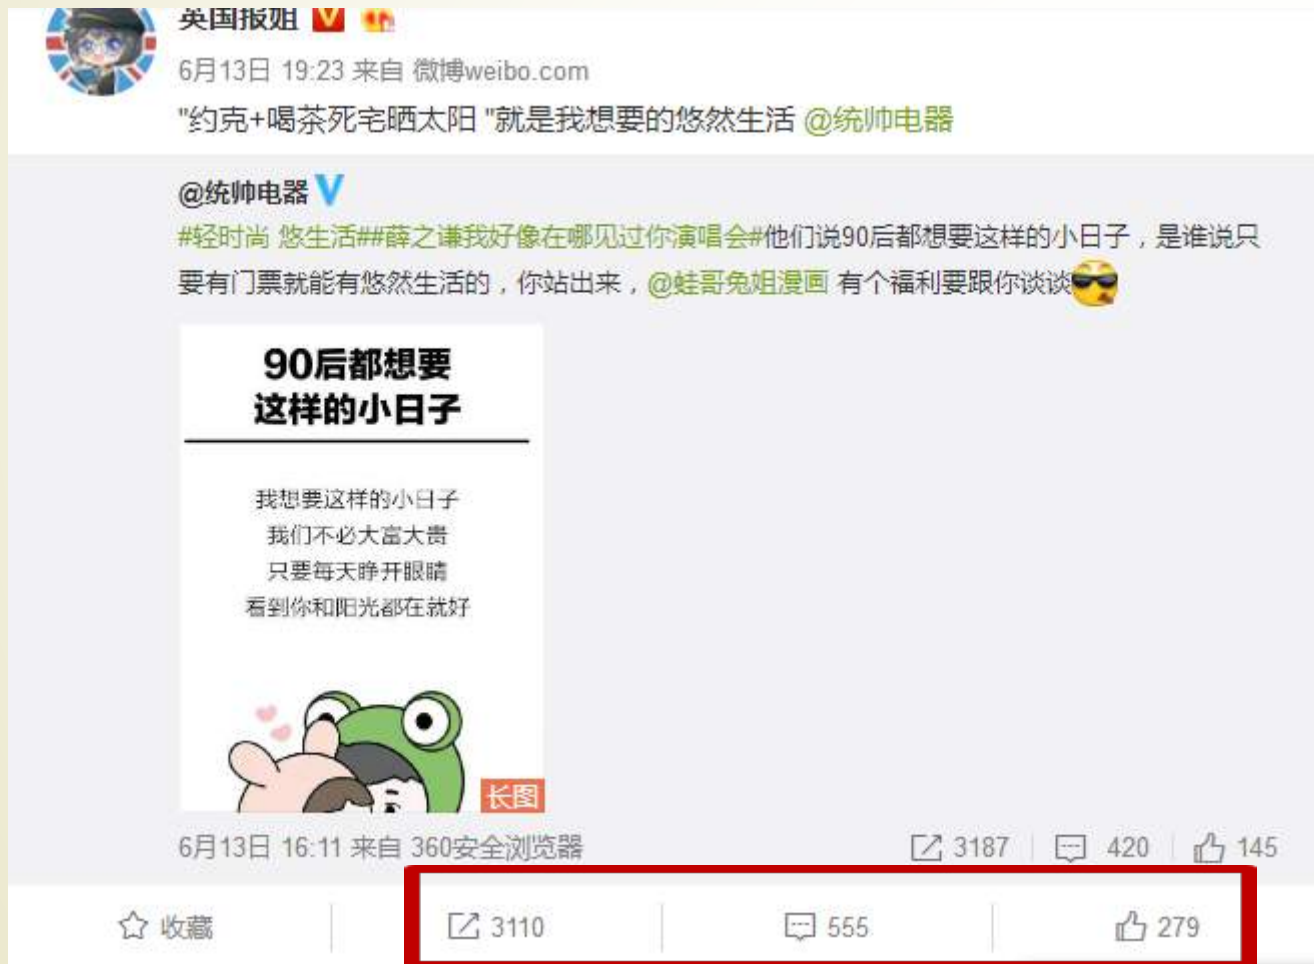 英国报姐
6月13日 19:23 来自 微博weibo.com
"约克+喝茶死宅晒太阳 "就是我想要的悠然生活 @统帅电器
@统帅电器
#轻时尚 悠生活##薛之谦我好像在哪见过你演唱会#他们说90后都想要这样的小日子，是谁说只
要有门票就能有悠然生活的，你站出来，@蛙哥兔姐漫画 有个福利要跟你谈谈
90后都想要
这样的小日子
我想要这样的小日子
我们不必大富大贵
只要每天睁开眼睛
看到你和阳光都在就好
长图
6月13日 16:11 来自 360安全浏览器 3187 420 145
收藏 3110 555 279